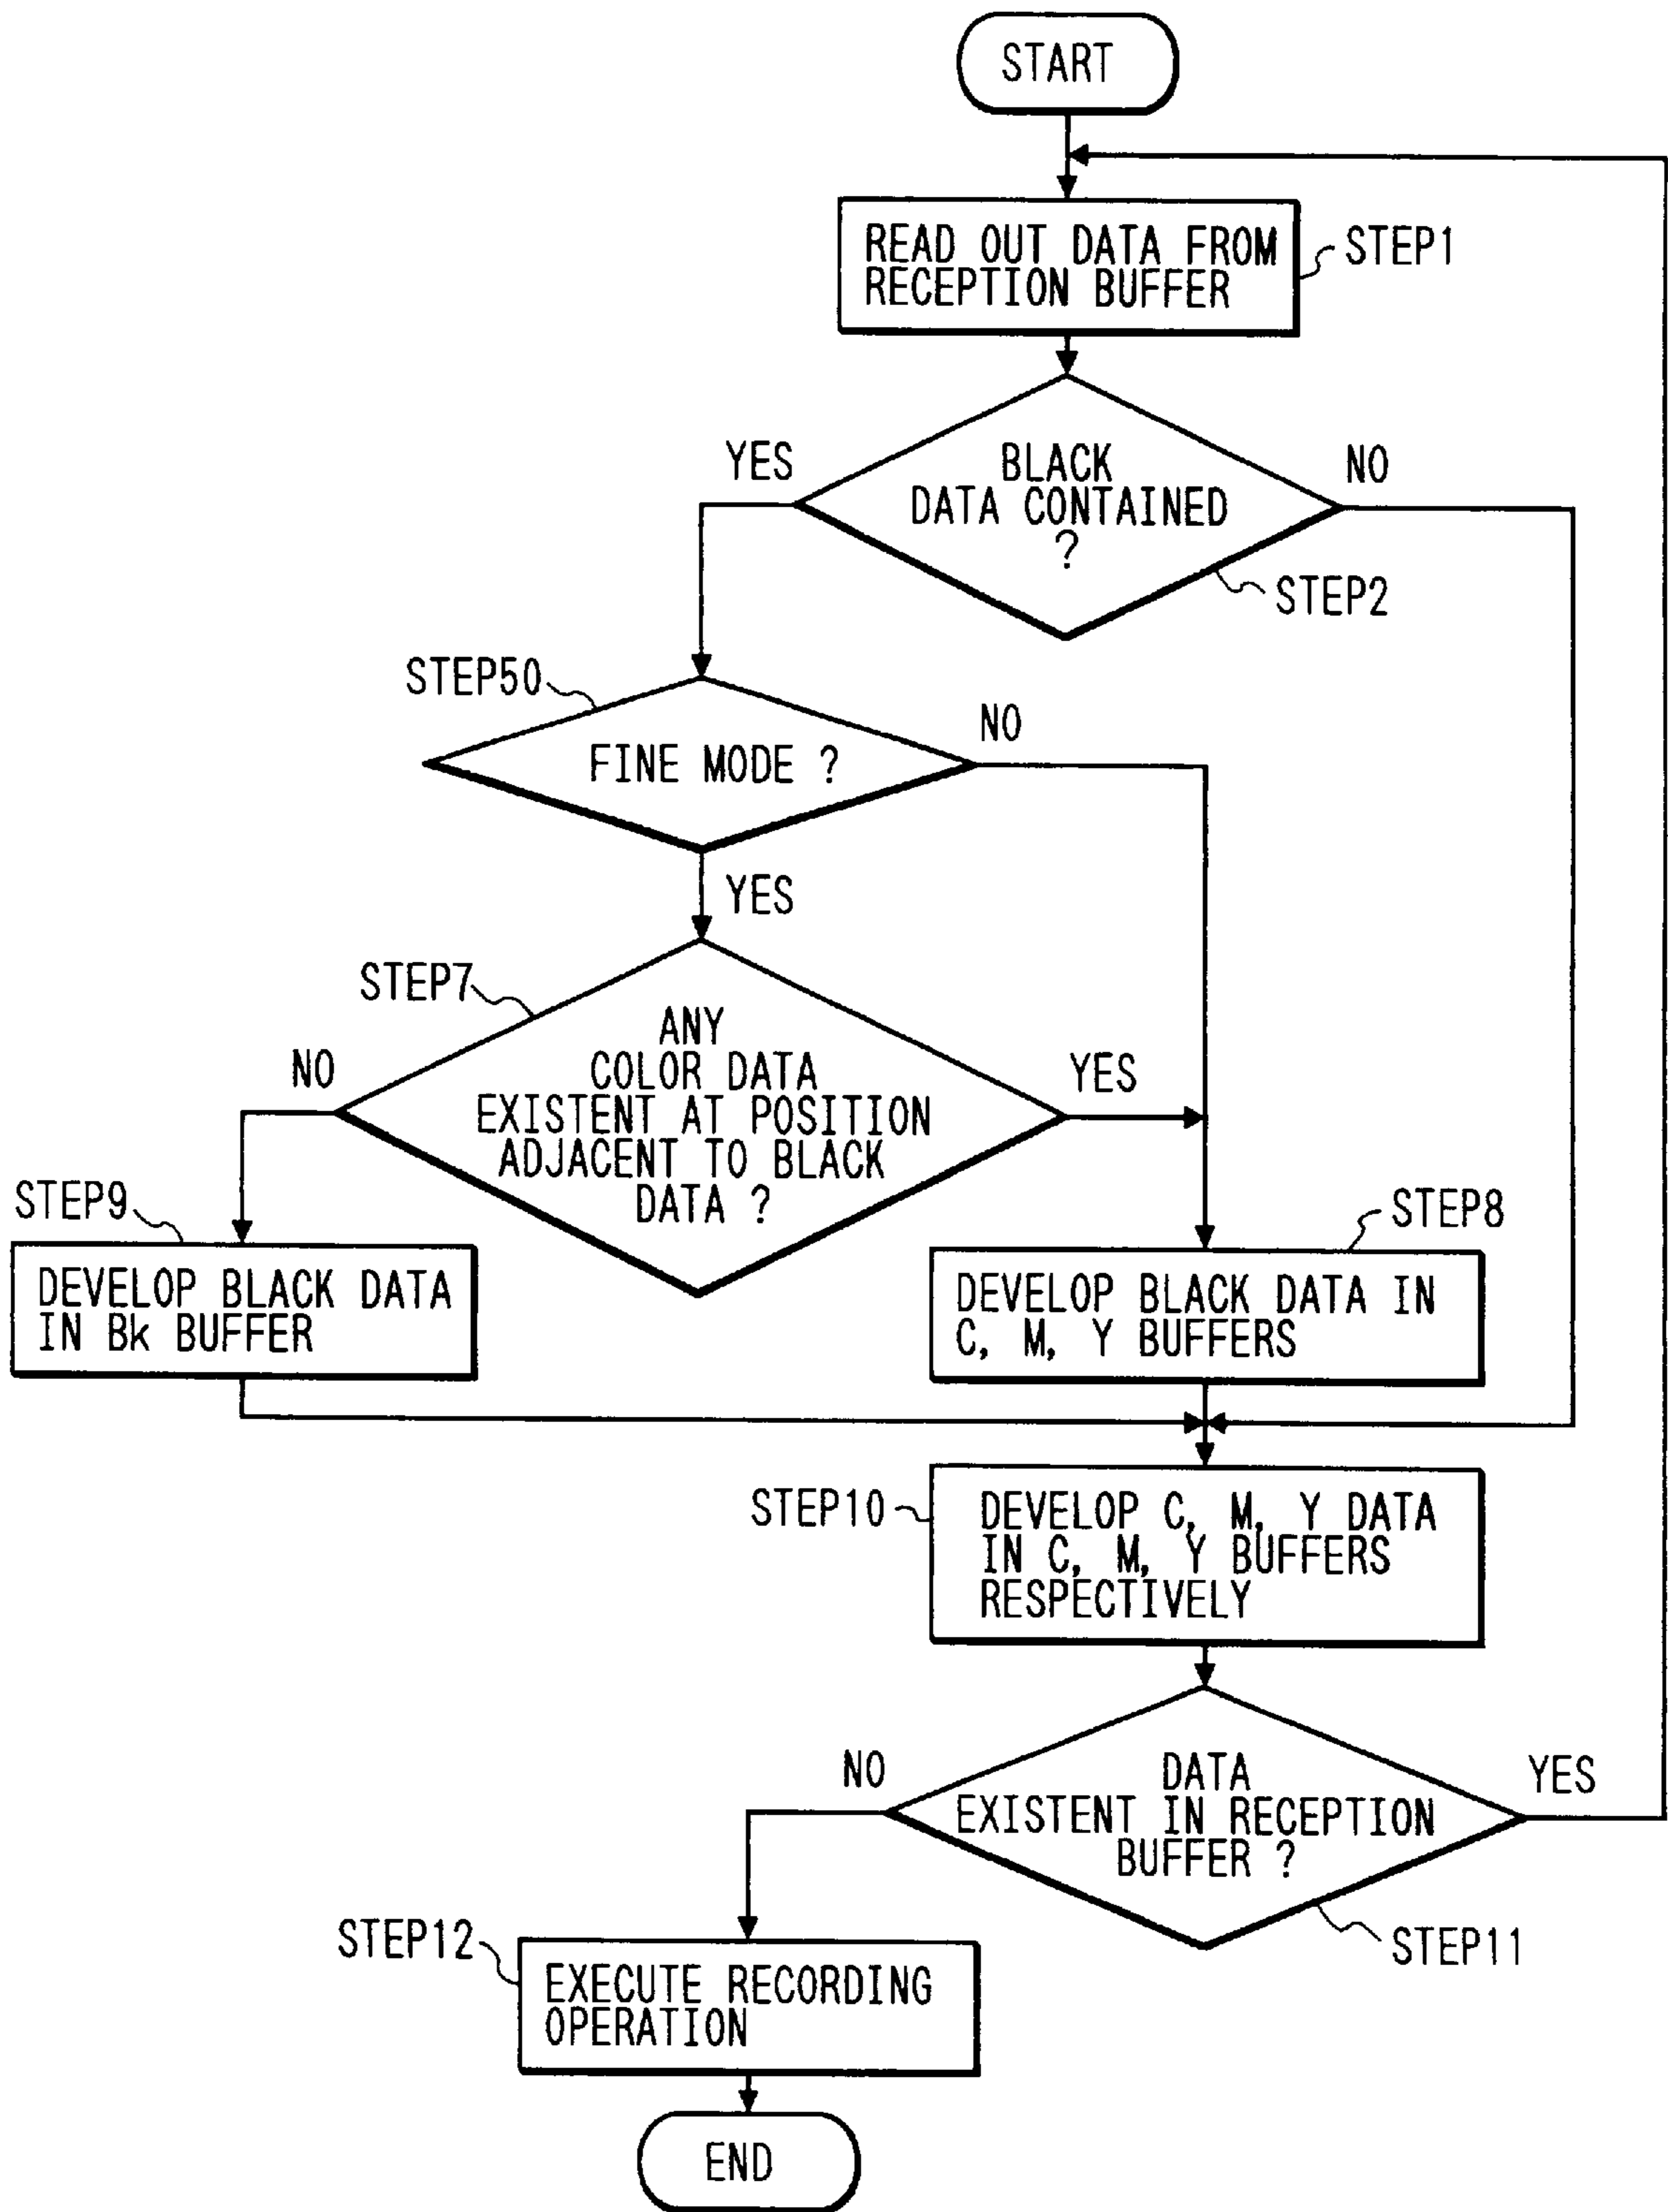 START
READ OUT DATA FROM
RECEPTION BUFFER
STEP1
YES
BLACK
DATA CONTAINED
?
NO
STEP2
STEP50
FINE MODE ?
NO
YES
STEP7
NO
ANY
COLOR DATA
EXISTENT AT POSITION
ADJACENT TO BLACK
DATA ?
YES
STEP9
DEVELOP BLACK DATA
IN Bk BUFFER
STEP8
DEVELOP BLACK DATA IN
C, M, Y BUFFERS
STEP10
DEVELOP C, M, Y DATA
IN C, M, Y BUFFERS
RESPECTIVELY
NO
DATA
EXISTENT IN RECEPTION
BUFFER ?
YES
STEP11
STEP12
EXECUTE RECORDING
OPERATION
END